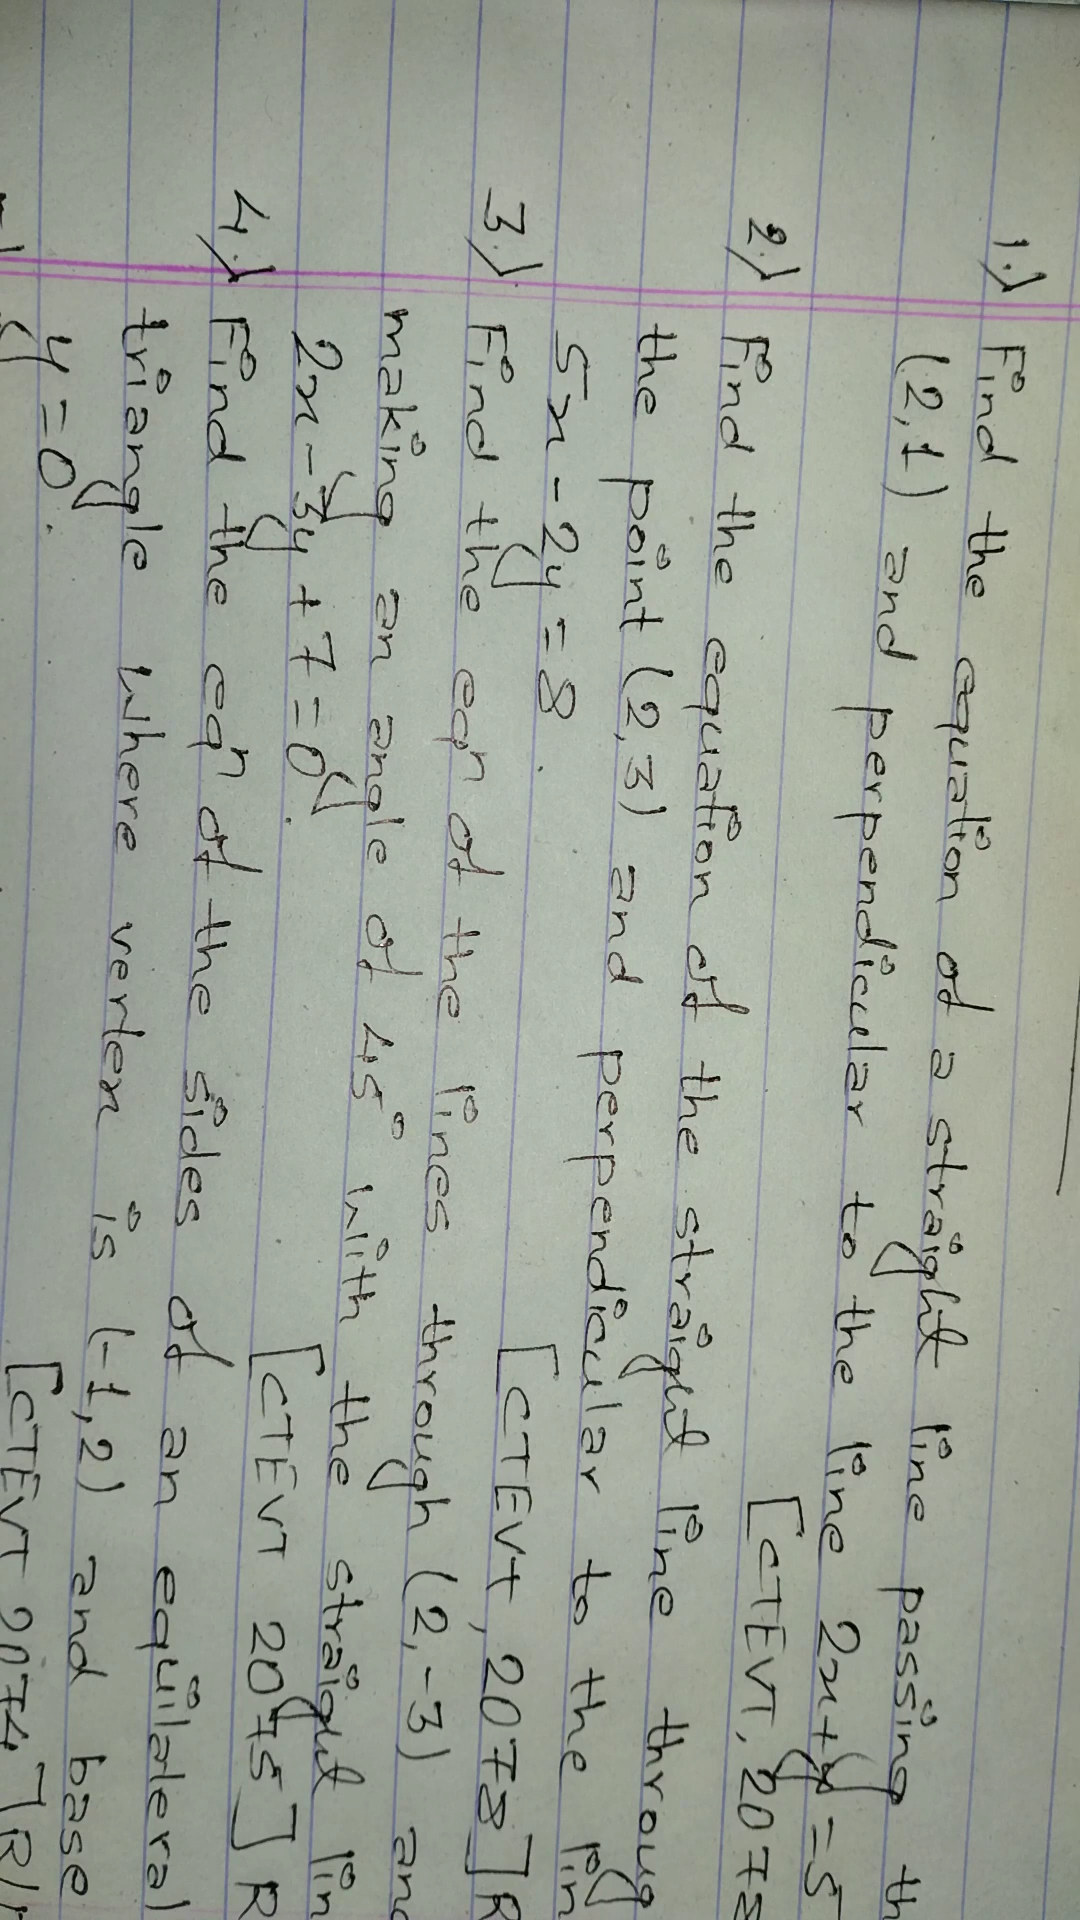 1.) Find the equation of a straight line passing th
(2,1) and perpendicular to the line 2x+y=5
[CTEVT, 2078
2.) Find the equation of the straight line throug
the point (2,3) and perpendicular to the lin
5x-2y=8. [CTEVT, 2078] R
3.) Find the eqn of the lines through (2,-3) and
making an angle of 45° with the straight lin
2x-3y+7=0. [CTEVT 2075] R
4.) Find the eqn of the sides of an equilateral
triangle where vertex is (-1,2) and base
y=0. [CTEVT 2074]